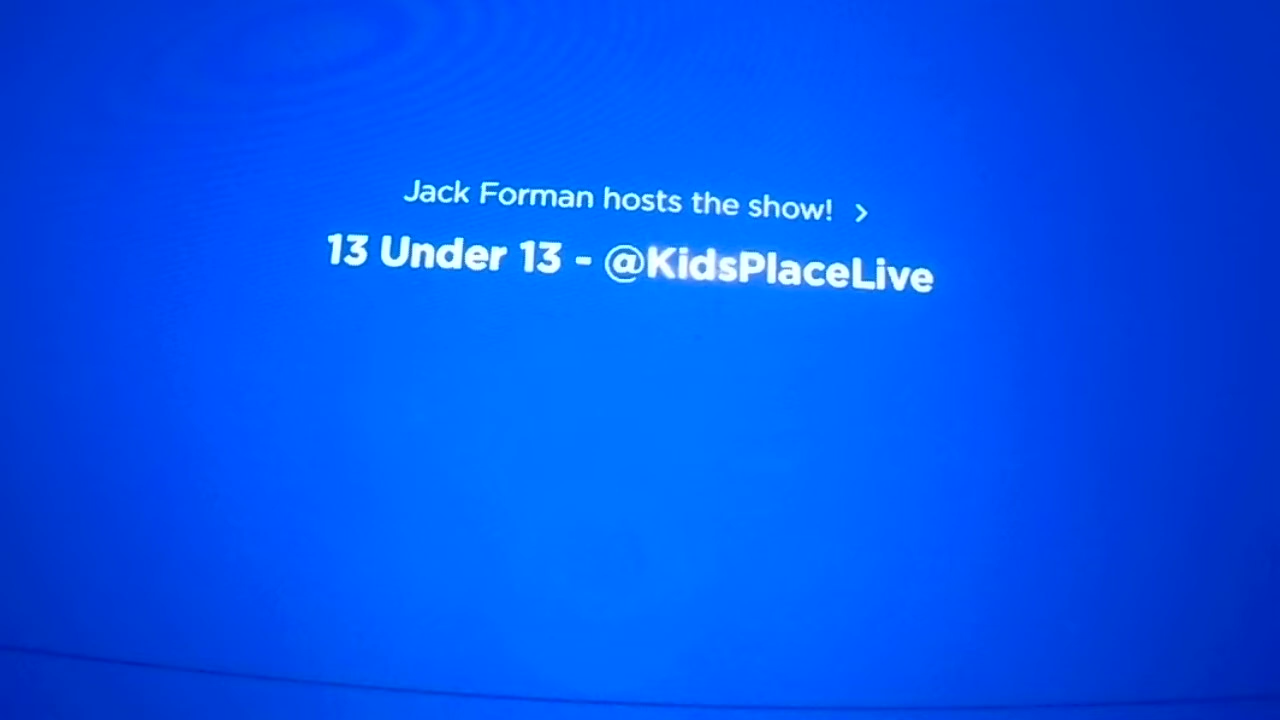 Jack Forman hosts the show! >
13 Under 13 - @KidsPlaceLive